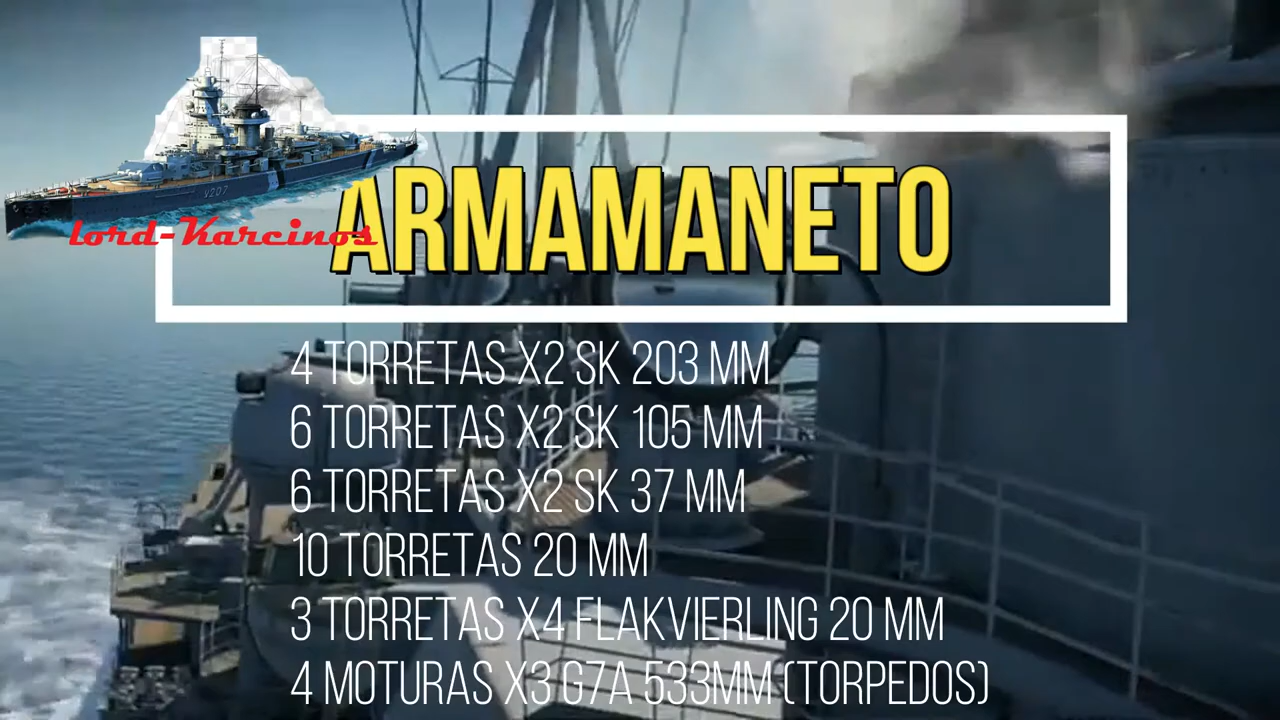 V207
lord-Karcinos
ARMAMANETO
4 TORRETAS X2 SK 203 MM
6 TORRETAS X2 SK 105 MM
6 TORRETAS X2 SK 37 MM
10 TORRETAS 20 MM
3 TORRETAS X4 FLAKVIERLING 20 MM
4 MOTURAS X3 G7A 533MM (TORPEDOS)